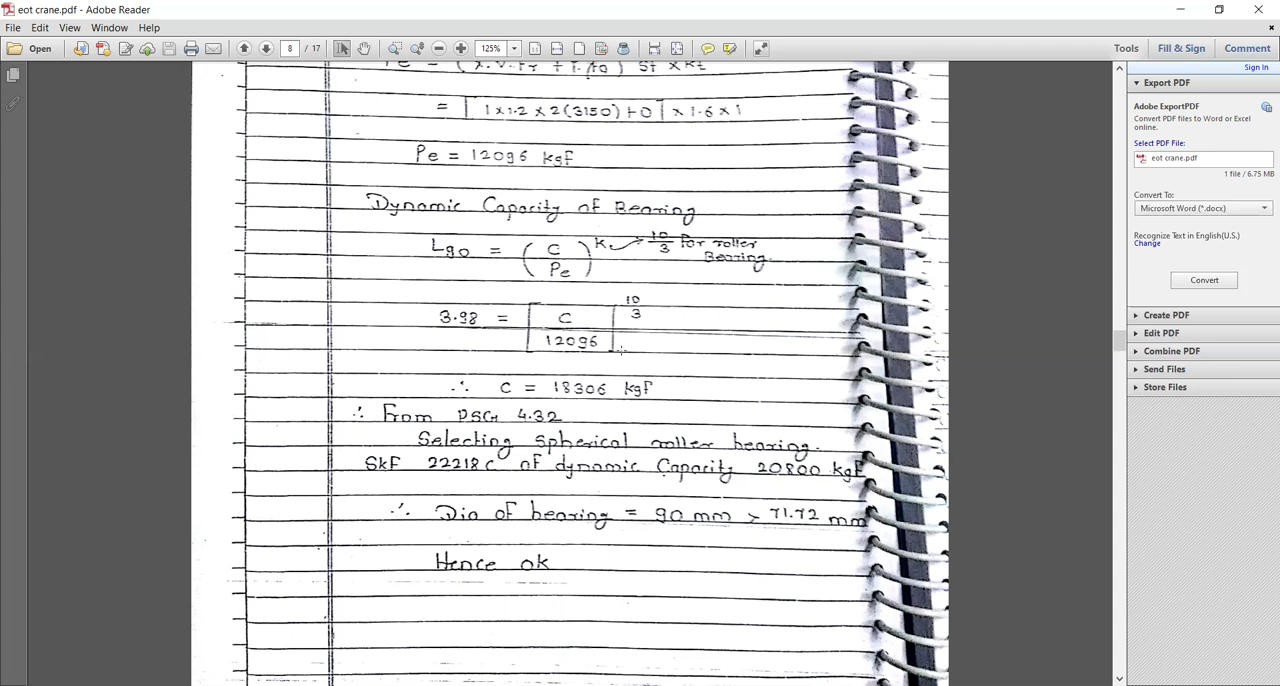 eot crane.pdf - Adobe Reader
File Edit View Window Help
Open 8 / 17 125% Tools Fill & Sign Comment
Sign In
Export PDF
Adobe ExportPDF
Convert PDF files to Word or Excel
online.
Select PDF File:
eot crane.pdf
1 file / 6.75 MB
Convert To:
Microsoft Word (*.docx)
Recognize Text in English(U.S.)
Change
Convert
Create PDF
Edit PDF
Combine PDF
Send Files
Store Files
= [1×1.2×2(3150)+0]×1.6×1
Pe = 12096 kgf
Dynamic Capacity of Bearing
L90 = (C/Pe)^K → 10/3 For roller
Bearing.
3.98 = [C/12096]^10/3
∴ C = 18306 kgf
∴ From PSG 4.32
Selecting spherical roller bearing.
SKF 22218C of dynamic Capacity 20800 kgf
∴ Dia of bearing = 90 mm > 71.72 mm
Hence ok